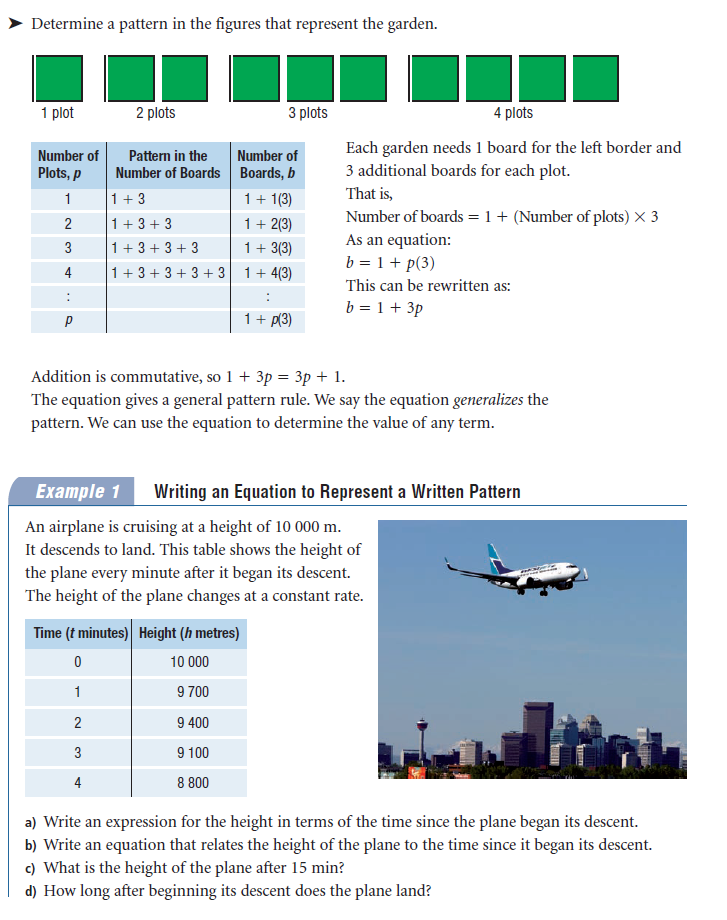 ➤ Determine a pattern in the figures that represent the garden.
1 plot 2 plots 3 plots 4 plots
Number of Plots, p | Pattern in the Number of Boards | Number of Boards, b
1 | 1 + 3 | 1 + 1(3)
2 | 1 + 3 + 3 | 1 + 2(3)
3 | 1 + 3 + 3 + 3 | 1 + 3(3)
4 | 1 + 3 + 3 + 3 + 3 | 1 + 4(3)
: | | :
p | | 1 + p(3)
Each garden needs 1 board for the left border and
3 additional boards for each plot.
That is,
Number of boards = 1 + (Number of plots) × 3
As an equation:
b = 1 + p(3)
This can be rewritten as:
b = 1 + 3p
Addition is commutative, so 1 + 3p = 3p + 1.
The equation gives a general pattern rule. We say the equation generalizes the
pattern. We can use the equation to determine the value of any term.
Example 1 Writing an Equation to Represent a Written Pattern
An airplane is cruising at a height of 10 000 m.
It descends to land. This table shows the height of
the plane every minute after it began its descent.
The height of the plane changes at a constant rate.
Time (t minutes) | Height (h metres)
0 | 10 000
1 | 9 700
2 | 9 400
3 | 9 100
4 | 8 800
a) Write an expression for the height in terms of the time since the plane began its descent.
b) Write an equation that relates the height of the plane to the time since it began its descent.
c) What is the height of the plane after 15 min?
d) How long after beginning its descent does the plane land?